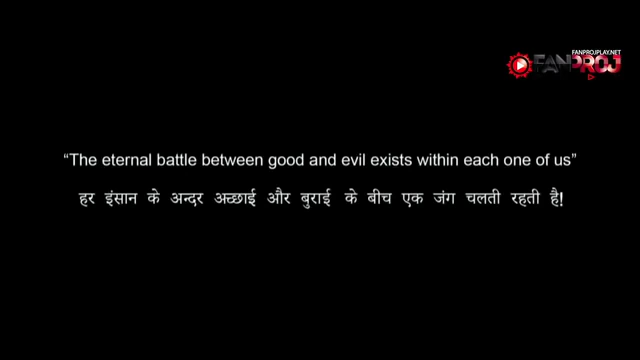 FANPROJPLAY.NET
FANPROJ
“The eternal battle between good and evil exists within each one of us”
हर इंसान के अन्दर अच्छाई और बुराई के बीच एक जंग चलती रहती है!